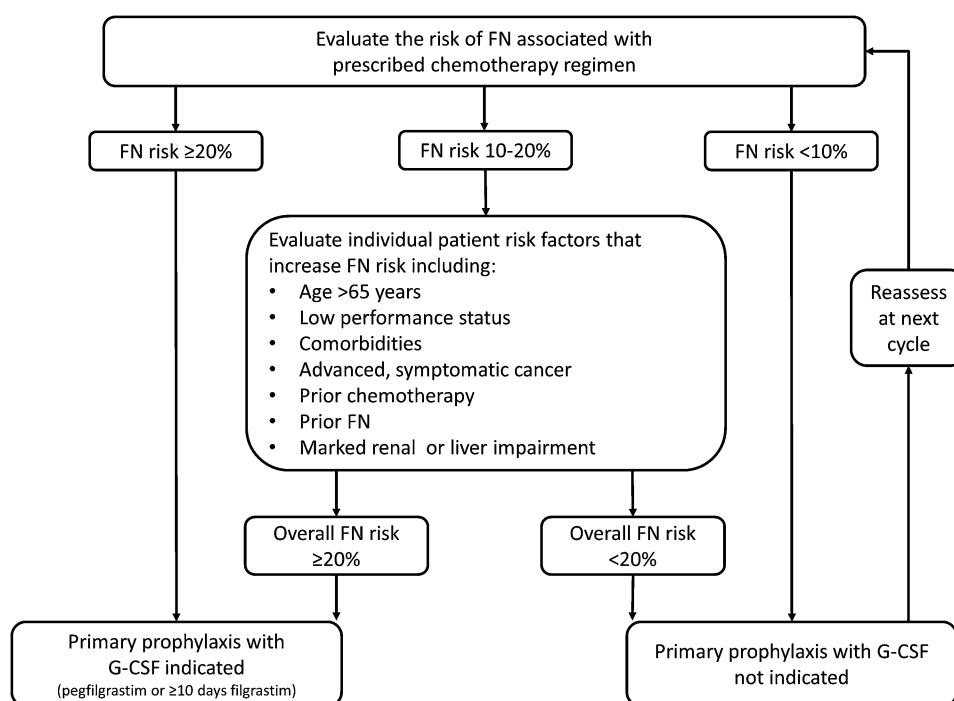 Evaluate the risk of FN associated with
prescribed chemotherapy regimen
FN risk ≥20%
FN risk 10-20%
FN risk <10%
Evaluate individual patient risk factors that
increase FN risk including:
• Age >65 years
• Low performance status
• Comorbidities
• Advanced, symptomatic cancer
• Prior chemotherapy
• Prior FN
• Marked renal or liver impairment
Reassess
at next
cycle
Overall FN risk
≥20%
Overall FN risk
<20%
Primary prophylaxis with
G-CSF indicated
(pegfilgrastim or ≥10 days filgrastim)
Primary prophylaxis with G-CSF
not indicated